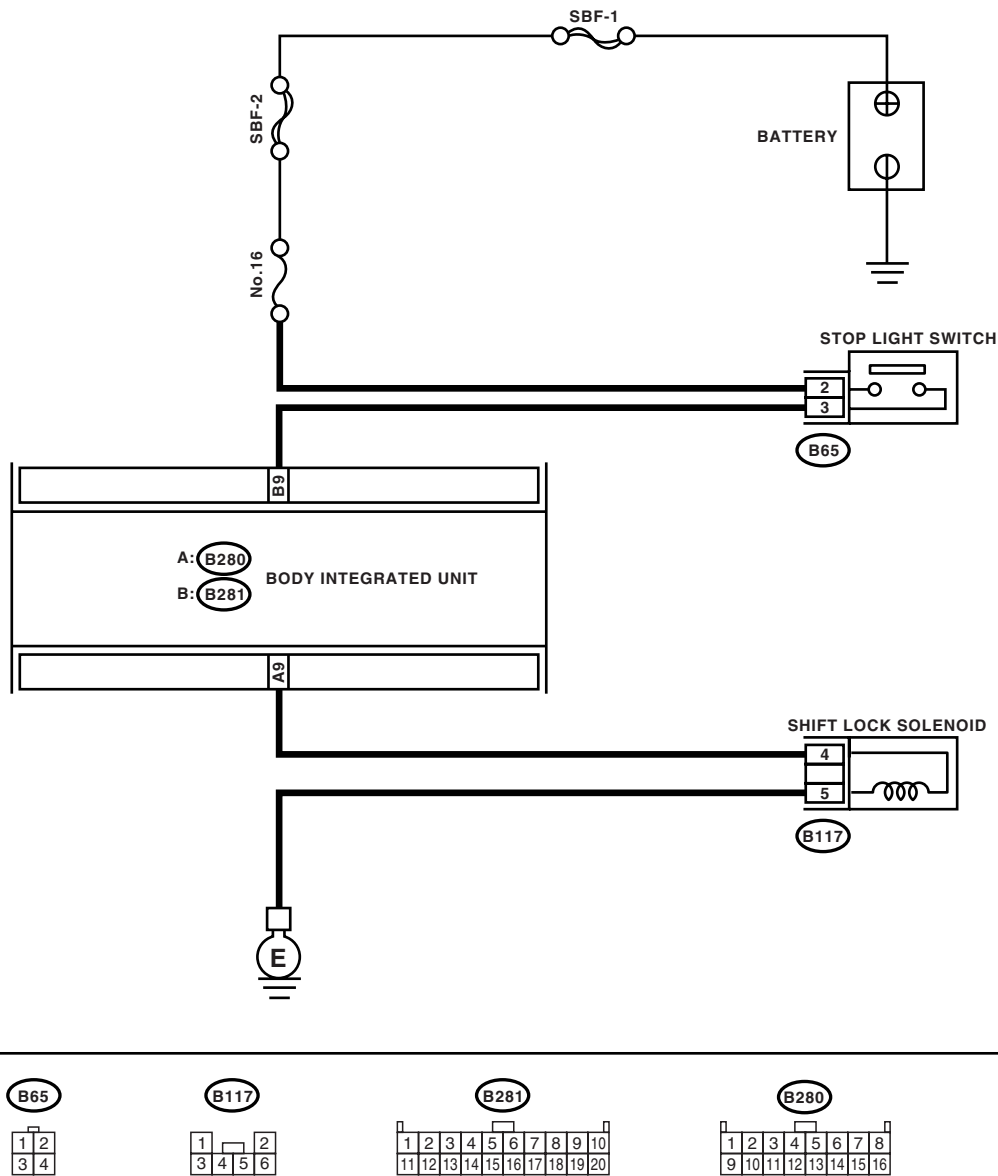 SBF-1
SBF-2
BATTERY
No.16
STOP LIGHT SWITCH
2
3
B65
B9
A: B280
BODY INTEGRATED UNIT
B: B281
A9
SHIFT LOCK SOLENOID
4
5
B117
E
B65 B117 B281 B280
1 2 1 2 1 2 3 4 5 6 7 8 9 10 1 2 3 4 5 6 7 8
3 4 3 4 5 6 11 12 13 14 15 16 17 18 19 20 9 10 11 12 13 14 15 16